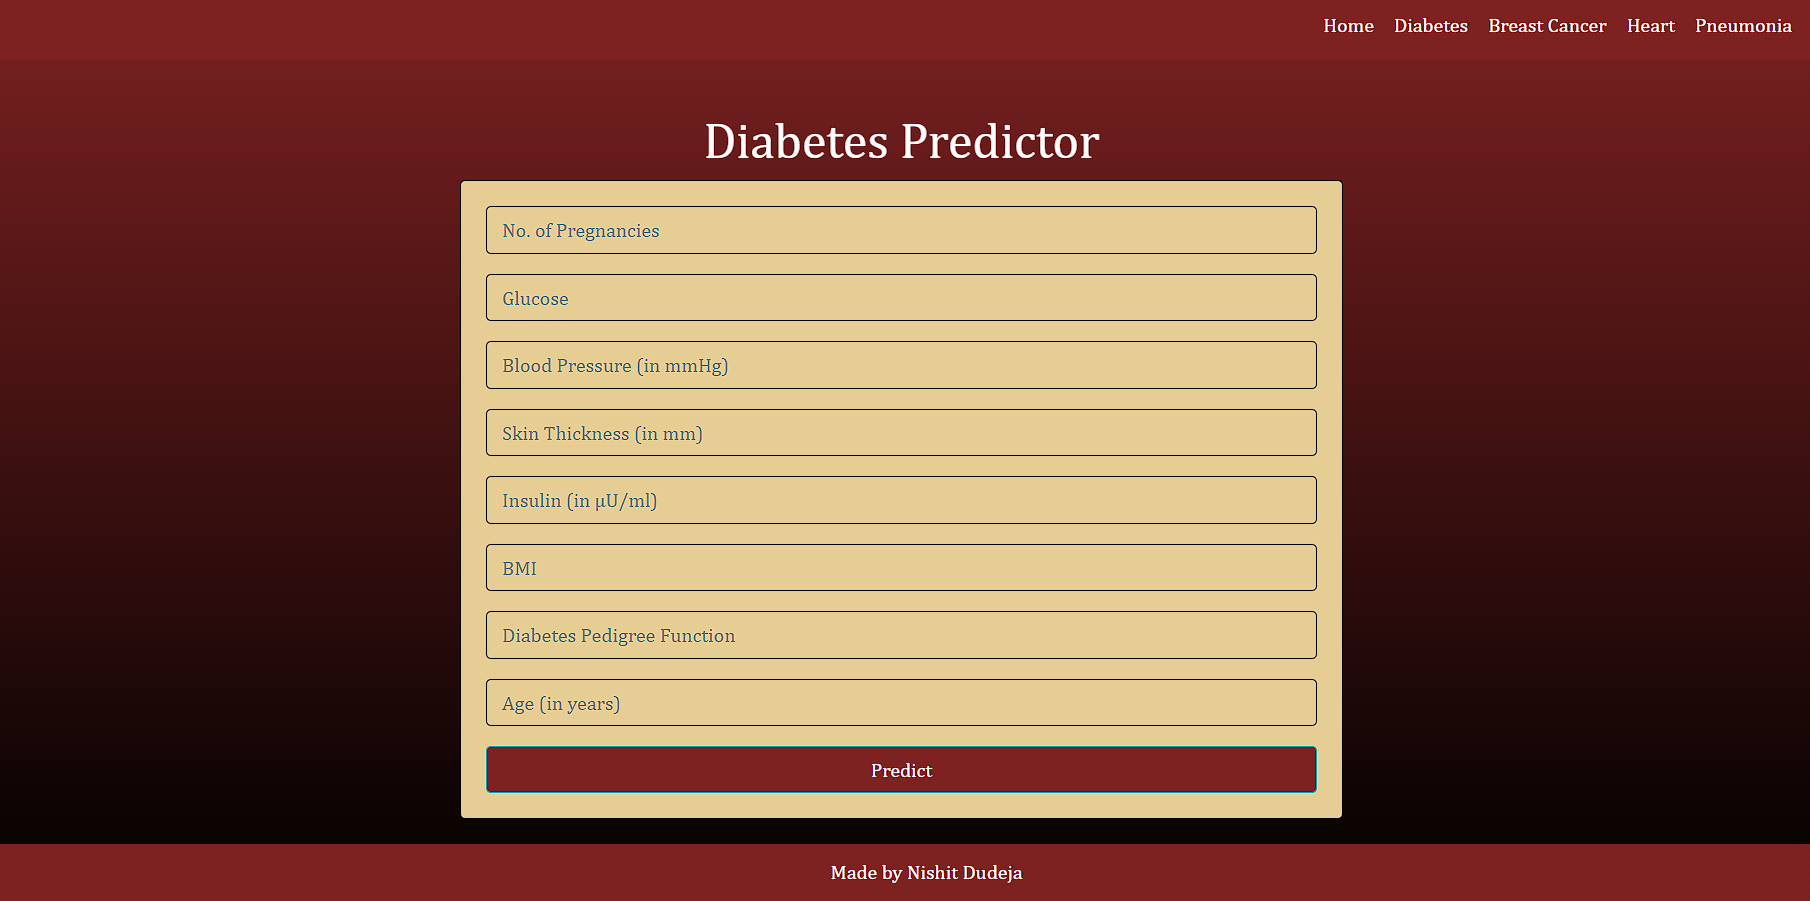 Home Diabetes Breast Cancer Heart Pneumonia
Diabetes Predictor
No. of Pregnancies
Glucose
Blood Pressure (in mmHg)
Skin Thickness (in mm)
Insulin (in μU/ml)
BMI
Diabetes Pedigree Function
Age (in years)
Predict
Made by Nishit Dudeja